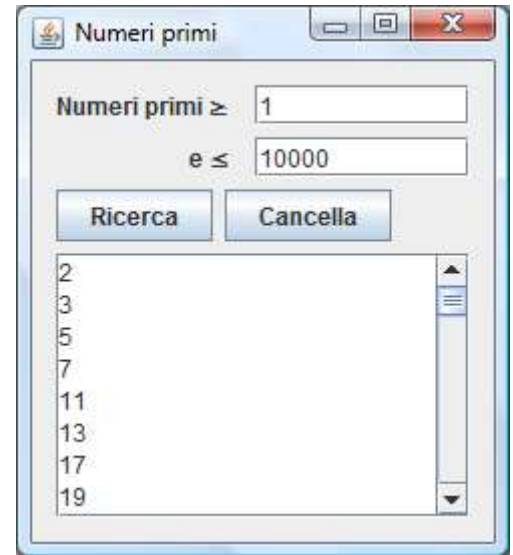 Numeri primi
Numeri primi ≥ 1
e ≤ 10000
Ricerca Cancella
2
3
5
7
11
13
17
19